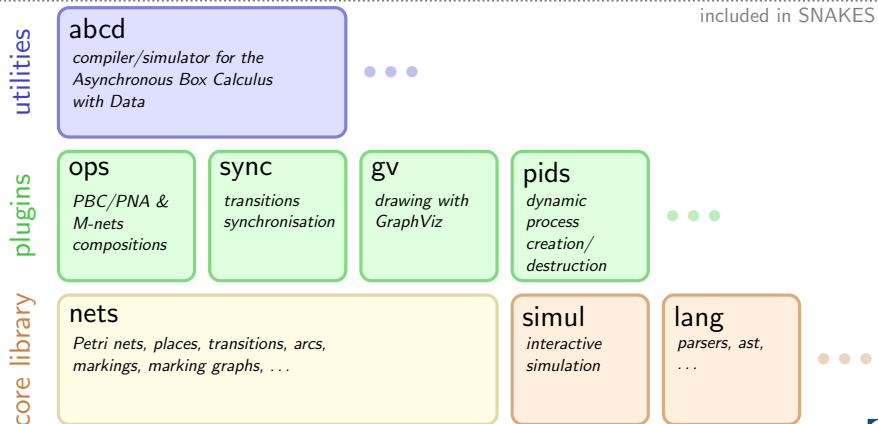 included in SNAKES
utilities
abcd
compiler/simulator for the
Asynchronous Box Calculus
with Data
plugins
ops
PBC/PNA &
M-nets
compositions
sync
transitions
synchronisation
gv
drawing with
GraphViz
pids
dynamic
process
creation/
destruction
core library
nets
Petri nets, places, transitions, arcs,
markings, marking graphs, ...
simul
interactive
simulation
lang
parsers, ast,
...